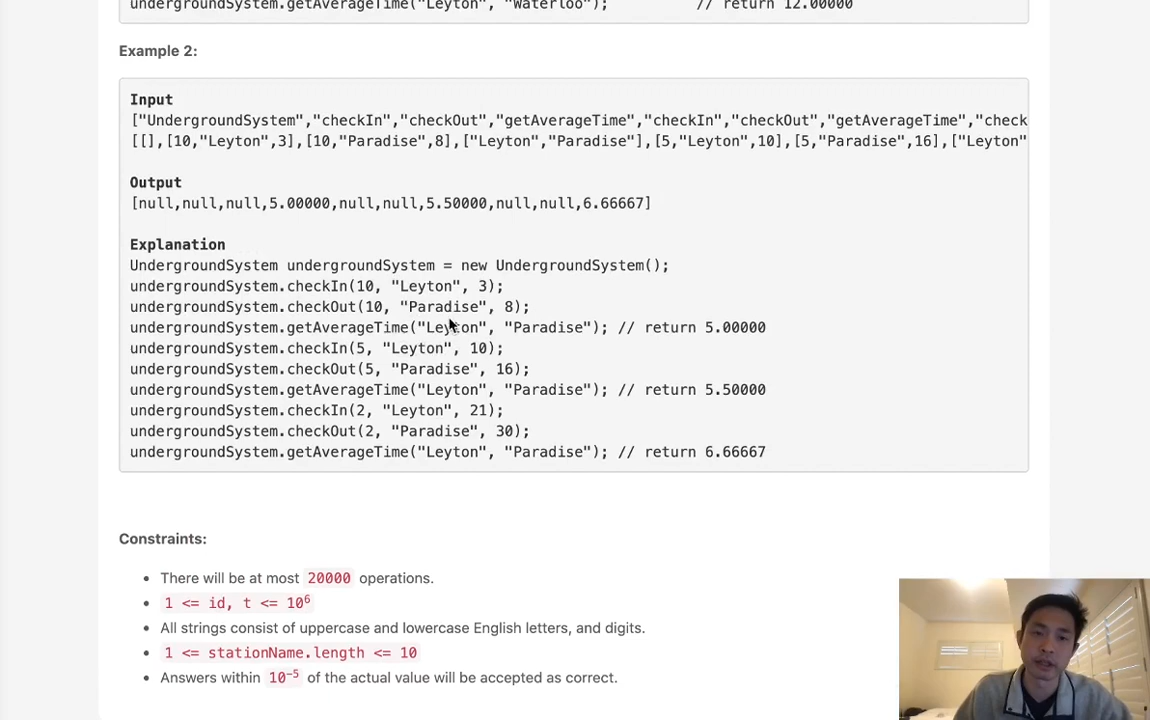 undergroundSystem.getAverageTime("Leyton", "Waterloo"); // return 12.00000
Example 2:
Input
["UndergroundSystem","checkIn","checkOut","getAverageTime","checkIn","checkOut","getAverageTime","check
[[],[10,"Leyton",3],[10,"Paradise",8],["Leyton","Paradise"],[5,"Leyton",10],[5,"Paradise",16],["Leyton"
Output
[null,null,null,5.00000,null,null,5.50000,null,null,6.66667]
Explanation
UndergroundSystem undergroundSystem = new UndergroundSystem();
undergroundSystem.checkIn(10, "Leyton", 3);
undergroundSystem.checkOut(10, "Paradise", 8);
undergroundSystem.getAverageTime("Leyton", "Paradise"); // return 5.00000
undergroundSystem.checkIn(5, "Leyton", 10);
undergroundSystem.checkOut(5, "Paradise", 16);
undergroundSystem.getAverageTime("Leyton", "Paradise"); // return 5.50000
undergroundSystem.checkIn(2, "Leyton", 21);
undergroundSystem.checkOut(2, "Paradise", 30);
undergroundSystem.getAverageTime("Leyton", "Paradise"); // return 6.66667
Constraints:
• There will be at most 20000 operations.
• 1 <= id, t <= 10⁶
• All strings consist of uppercase and lowercase English letters, and digits.
• 1 <= stationName.length <= 10
• Answers within 10⁻⁵ of the actual value will be accepted as correct.